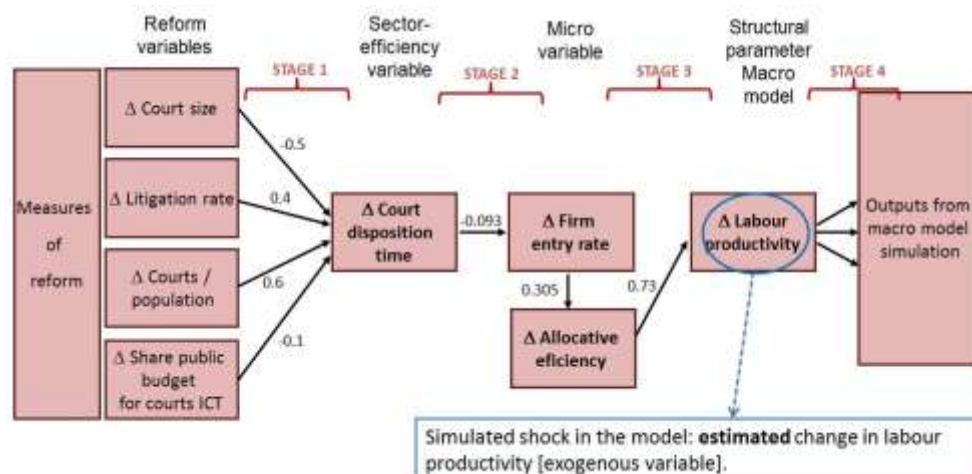 Reform
variables
Sector-
efficiency
variable
Micro
variable
Structural
parameter
Macro
model
STAGE 1
STAGE 2
STAGE 3
STAGE 4
Measures
of
reform
Δ Court size
Δ Litigation rate
Δ Courts /
population
Δ Share public
budget
for courts ICT
-0.5
0.4
0.6
-0.1
Δ Court
disposition
time
-0.093
Δ Firm
entry rate
0.305
Δ Allocative
eficiency
0.73
Δ Labour
productivity
Outputs from
macro model
simulation
Simulated shock in the model: estimated change in labour
productivity [exogenous variable].